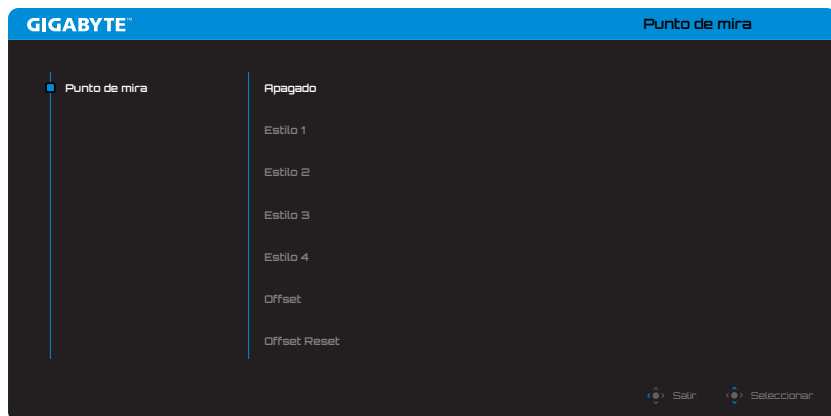 GIGABYTE™
Punto de mira
Punto de mira
Apagado
Estilo 1
Estilo 2
Estilo 3
Estilo 4
Offset
Offset Reset
Salir
Seleccionar